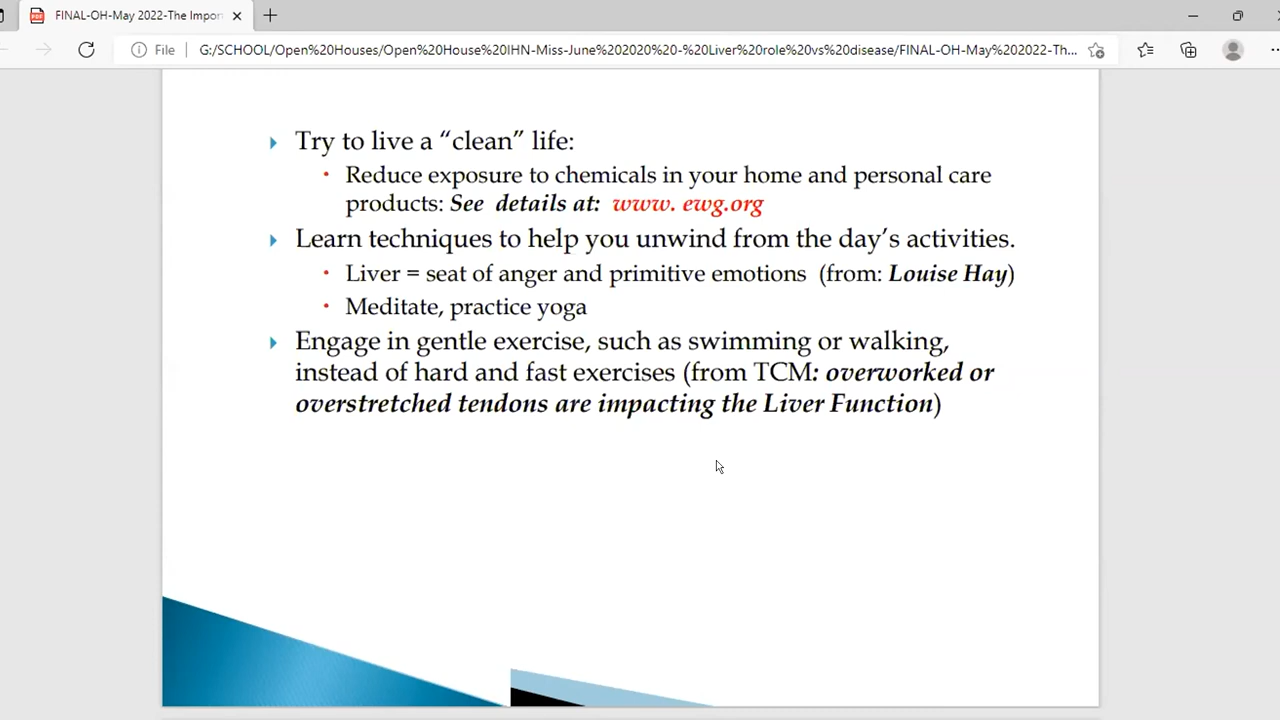 FINAL-OH-May 2022-The Impor
File G:/SCHOOL/Open%20Houses/Open%20House%20IHN-Miss-June%202020%20-%20Liver%20role%20vs%20disease/FINAL-OH-May%202022-Th...
Try to live a “clean” life:
Reduce exposure to chemicals in your home and personal care
products: See details at: www. ewg.org
Learn techniques to help you unwind from the day’s activities.
Liver = seat of anger and primitive emotions (from: Louise Hay)
Meditate, practice yoga
Engage in gentle exercise, such as swimming or walking,
instead of hard and fast exercises (from TCM: overworked or
overstretched tendons are impacting the Liver Function)